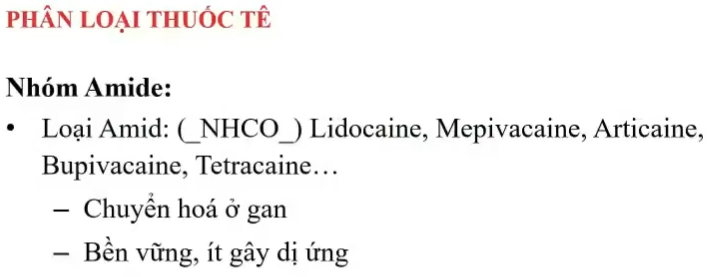 PHÂN LOẠI THUỐC TÊ
Nhóm Amide:
• Loại Amid: (_NHCO_) Lidocaine, Mepivacaine, Articaine,
Bupivacaine, Tetracaine…
– Chuyển hoá ở gan
– Bền vững, ít gây dị ứng